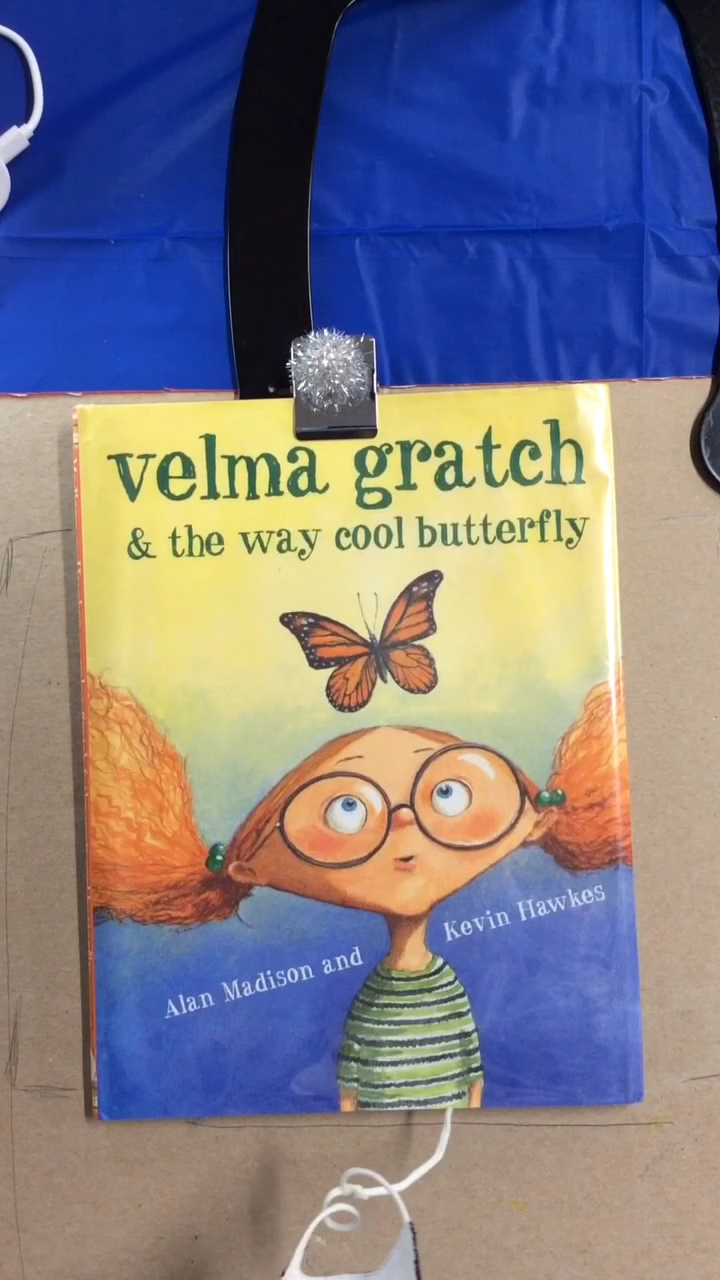 velma gratch
& the way cool butterfly
Alan Madison and
Kevin Hawkes